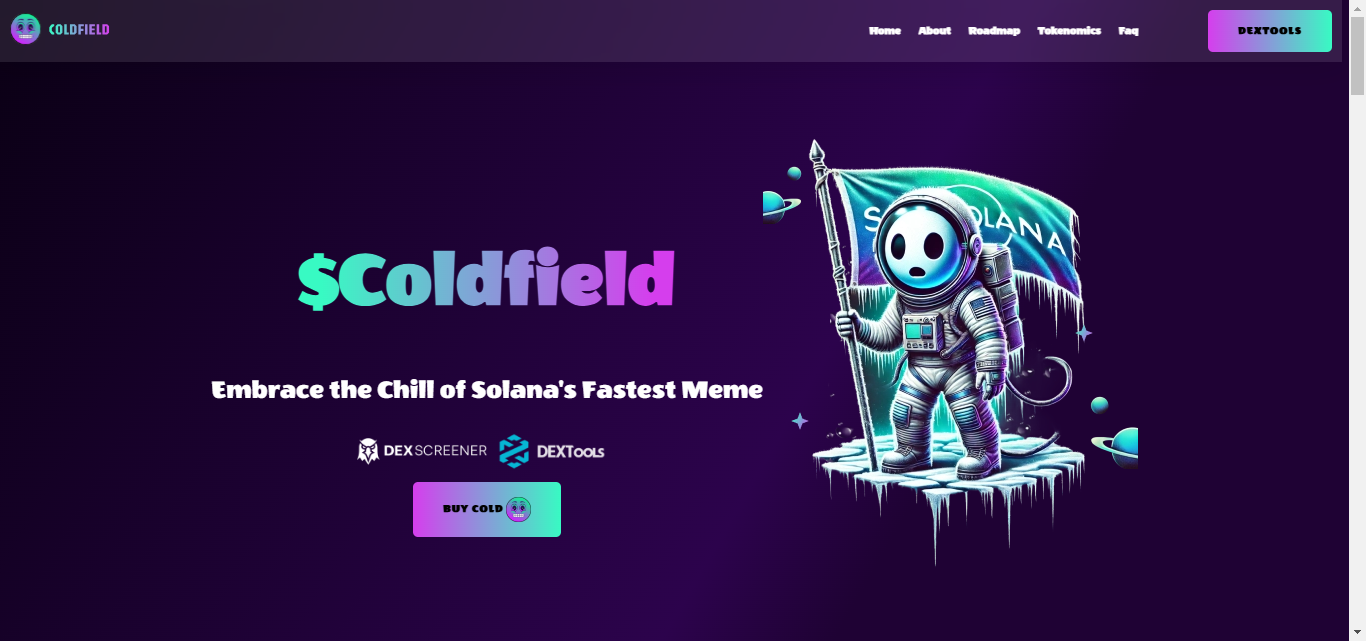 COLDFIELD
Home About Roadmap Tokenomics Faq
DEXTOOLS
$Coldfield
Embrace the Chill of Solana's Fastest Meme
DEXSCREENER DEXTools
BUY COLD